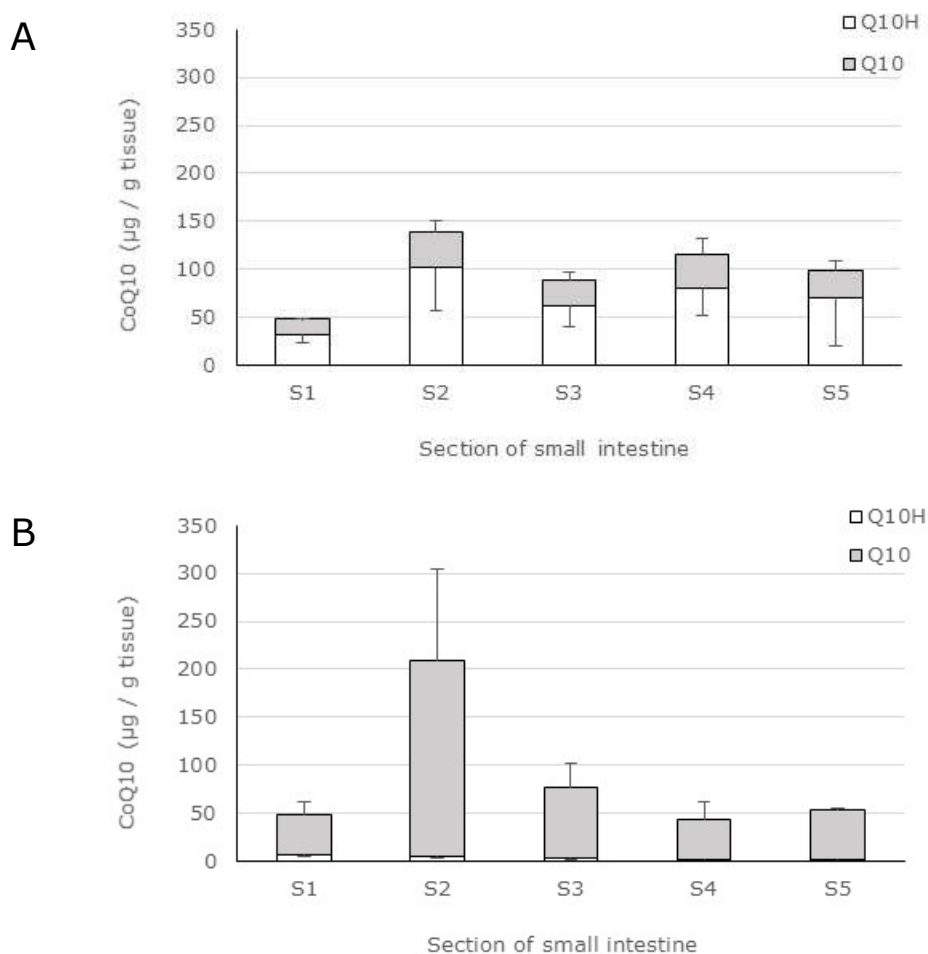 A
Q10H
Q10
350
300
250
200
150
100
50
0
CoQ10 (µg / g tissue)
S1 S2 S3 S4 S5
Section of small intestine
B
Q10H
Q10
350
300
250
200
150
100
50
0
CoQ10 (µg / g tissue)
S1 S2 S3 S4 S5
Section of small intestine